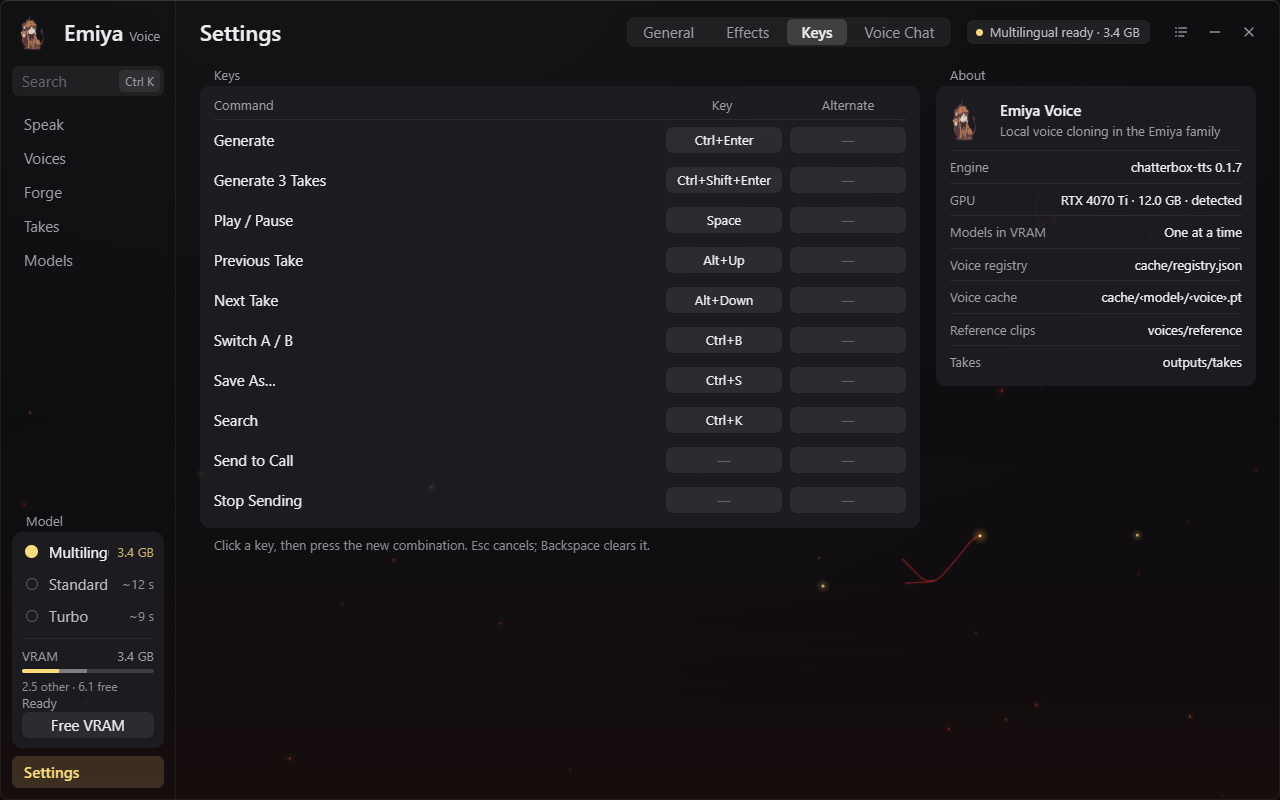 Emiya Voice
Search Ctrl K
Speak
Voices
Forge
Takes
Models
Model
Multiling 3.4 GB
Standard ~12 s
Turbo ~9 s
VRAM 3.4 GB
2.5 other · 6.1 free
Ready
Free VRAM
Settings
Settings
General Effects Keys Voice Chat
Multilingual ready · 3.4 GB
Keys
Command Key Alternate
Generate Ctrl+Enter —
Generate 3 Takes Ctrl+Shift+Enter —
Play / Pause Space —
Previous Take Alt+Up —
Next Take Alt+Down —
Switch A / B Ctrl+B —
Save As... Ctrl+S —
Search Ctrl+K —
Send to Call — —
Stop Sending — —
Click a key, then press the new combination. Esc cancels; Backspace clears it.
About
Emiya Voice
Local voice cloning in the Emiya family
Engine chatterbox-tts 0.1.7
GPU RTX 4070 Ti · 12.0 GB · detected
Models in VRAM One at a time
Voice registry cache/registry.json
Voice cache cache/‹model›/‹voice›.pt
Reference clips voices/reference
Takes outputs/takes